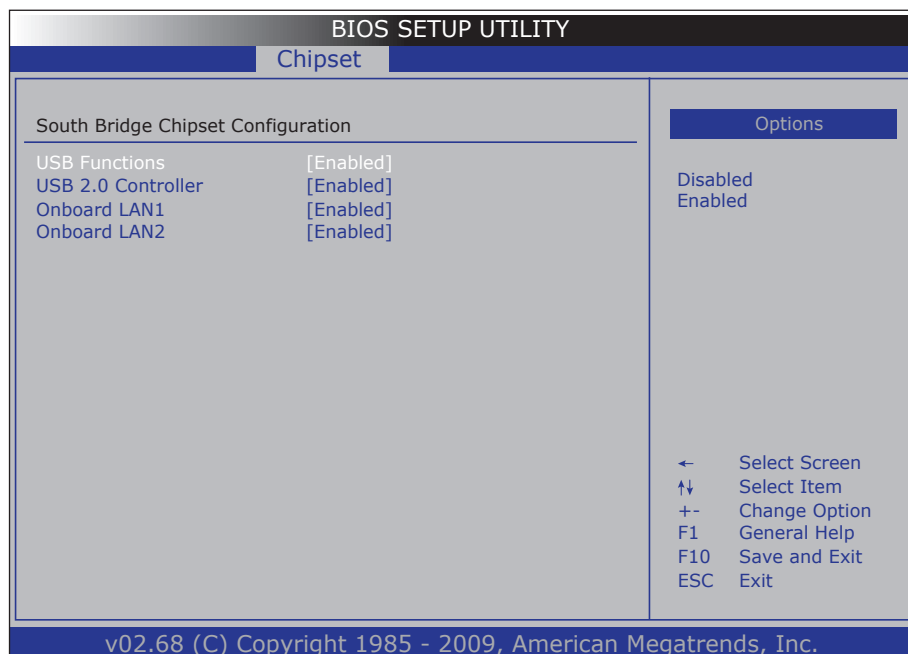 BIOS SETUP UTILITY
Chipset
South Bridge Chipset Configuration
USB Functions [Enabled]
USB 2.0 Controller [Enabled]
Onboard LAN1 [Enabled]
Onboard LAN2 [Enabled]
Options
Disabled
Enabled
← Select Screen
↑↓ Select Item
+- Change Option
F1 General Help
F10 Save and Exit
ESC Exit
v02.68 (C) Copyright 1985 - 2009, American Megatrends, Inc.